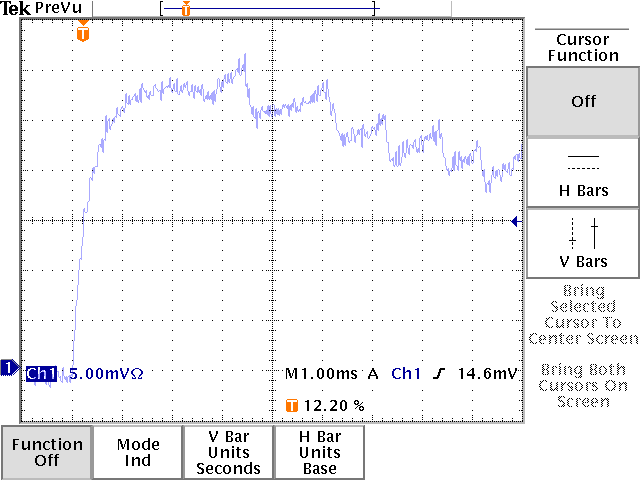 Tek PreVu
T
T
Cursor
Function
Off
H Bars
V Bars
Bring
Selected
Cursor To
Center Screen
Bring Both
Cursors On
Screen
1
Ch1 5.00mVΩ M1.00ms A Ch1 14.6mV
T 12.20 %
Function
Off
Mode
Ind
V Bar
Units
Seconds
H Bar
Units
Base